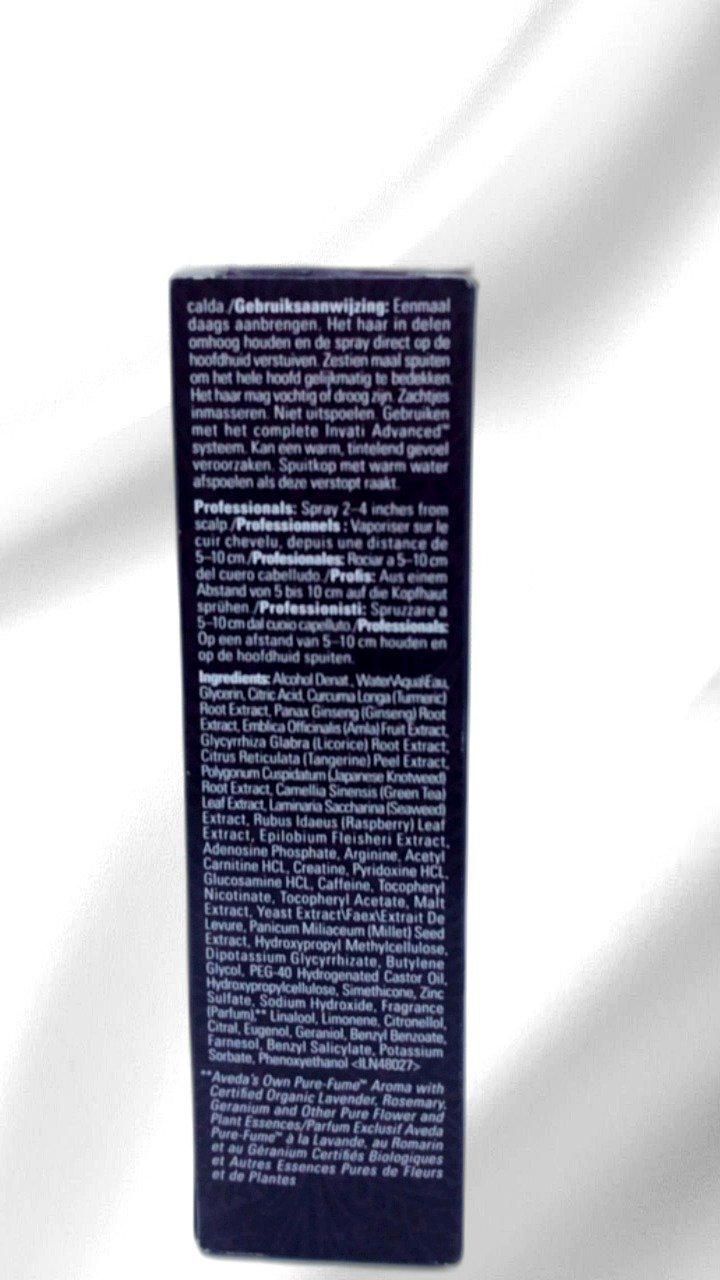 calda./Gebruiksaanwijzing: Eenmaal
daags aanbrengen. Het haar in delen
omhoog houden en de spray direct op de
hoofdhuid verstuiven. Zestien maal spuiten
om het hele hoofd gelijkmatig te bedekken.
Het haar mag vochtig of droog zijn. Zachtjes
inmasseren. Niet uitspoelen. Gebruiken
met het complete Invati Advanced™
systeem. Kan een warm, tintelend gevoel
veroorzaken. Spuitkop met warm water
afspoelen als deze verstopt raakt.
Professionals: Spray 2–4 inches from
scalp./Professionnels : Vaporiser sur le
cuir chevelu, depuis une distance de
5–10 cm./Profesionales: Rociar a 5–10 cm
del cuero cabelludo./Profis: Aus einem
Abstand von 5 bis 10 cm auf die Kopfhaut
sprühen./Professionisti: Spruzzare a
5–10 cm dal cuoio capelluto./Professionals:
Op een afstand van 5–10 cm houden en
op de hoofdhuid spuiten.
Ingredients: Alcohol Denat., Water\Aqua\Eau,
Glycerin, Citric Acid, Curcuma Longa (Turmeric)
Root Extract, Panax Ginseng (Ginseng) Root
Extract, Emblica Officinalis (Amla) Fruit Extract,
Glycyrrhiza Glabra (Licorice) Root Extract,
Citrus Reticulata (Tangerine) Peel Extract,
Polygonum Cuspidatum (Japanese Knotweed)
Root Extract, Camellia Sinensis (Green Tea)
Leaf Extract, Laminaria Saccharina (Seaweed)
Extract, Rubus Idaeus (Raspberry) Leaf
Extract, Epilobium Fleisheri Extract,
Adenosine Phosphate, Arginine, Acetyl
Carnitine HCL, Creatine, Pyridoxine HCL,
Glucosamine HCL, Caffeine, Tocopheryl
Nicotinate, Tocopheryl Acetate, Malt
Extract, Yeast Extract\Faex\Extrait De
Levure, Panicum Miliaceum (Millet) Seed
Extract, Hydroxypropyl Methylcellulose,
Dipotassium Glycyrrhizate, Butylene
Glycol, PEG-40 Hydrogenated Castor Oil,
Hydroxypropylcellulose, Simethicone, Zinc
Sulfate, Sodium Hydroxide, Fragrance
(Parfum),** Linalool, Limonene, Citronellol,
Citral, Eugenol, Geraniol, Benzyl Benzoate,
Farnesol, Benzyl Salicylate, Potassium
Sorbate, Phenoxyethanol <ILN48027>
**Aveda's Own Pure-Fume™ Aroma with
Certified Organic Lavender, Rosemary,
Geranium and Other Pure Flower and
Plant Essences/Parfum Exclusif Aveda
Pure-Fume™ à la Lavande, au Romarin
et au Géranium Certifiés Biologiques
et Autres Essences Pures de Fleurs
et de Plantes